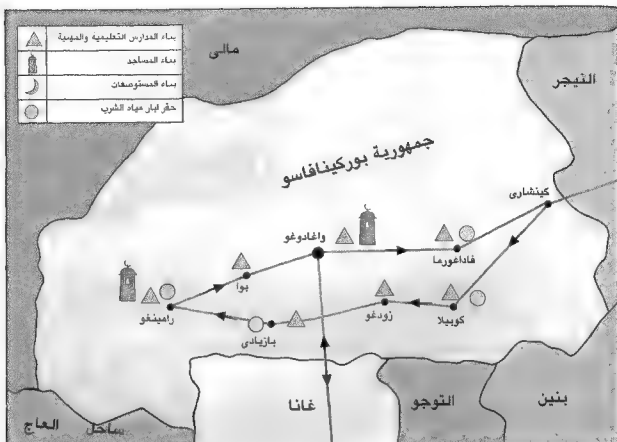 بناء المدارس التعليمية والمهنية
بناء المساجد
بناء المستوصفات
حفر ابار مياه الشرب
مالي
النيجر
جمهورية بوركينافاسو
كينشاري
واغادوغو
فاداغورما
بوا
رامينغو
بازيادي
زودغو
كوبيلا
غانا
التوجو
بنين
ساحل العاج